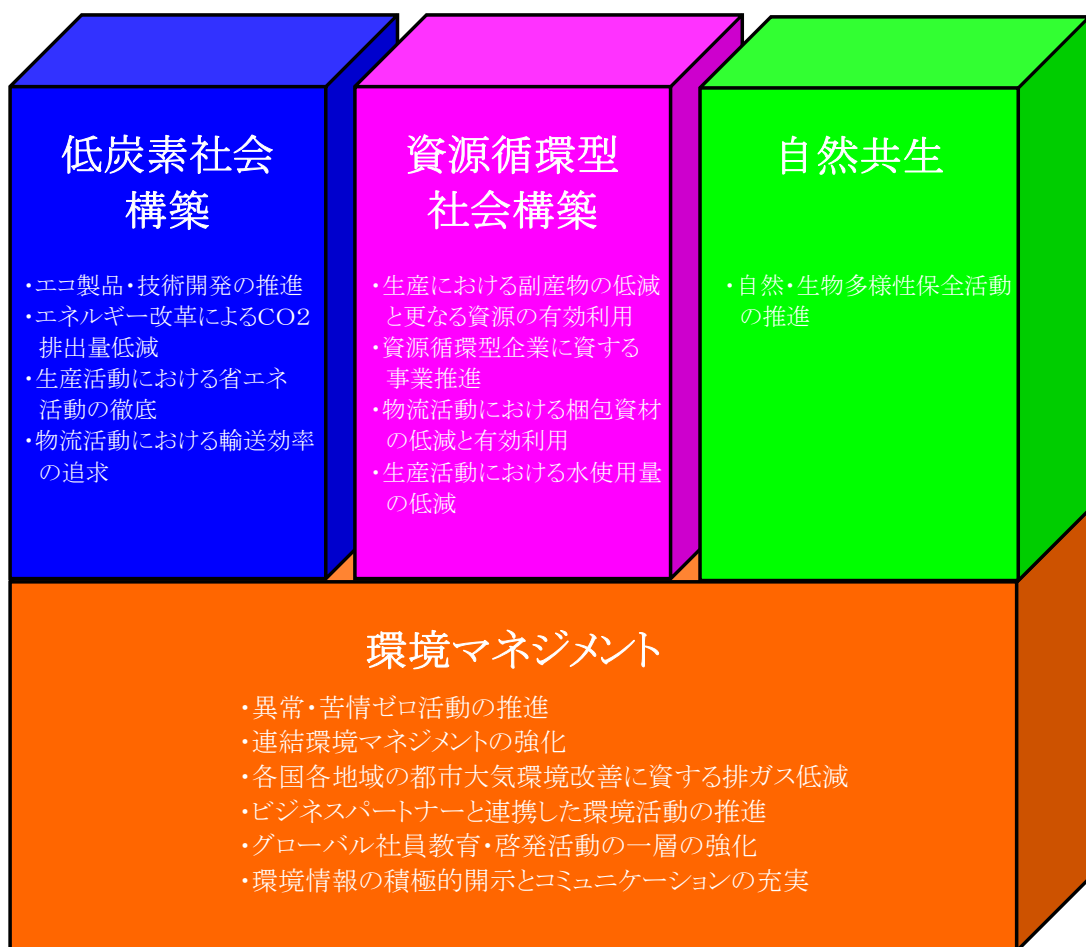 低炭素社会
構築
・エコ製品・技術開発の推進
・エネルギー改革によるCO2
排出量低減
・生産活動における省エネ
活動の徹底
・物流活動における輸送効率
の追求
資源循環型
社会構築
・生産における副産物の低減
と更なる資源の有効利用
・資源循環型企業に資する
事業推進
・物流活動における梱包資材
の低減と有効利用
・生産活動における水使用量
の低減
自然共生
・自然・生物多様性保全活動
の推進
環境マネジメント
・異常・苦情ゼロ活動の推進
・連結環境マネジメントの強化
・各国各地域の都市大気環境改善に資する排ガス低減
・ビジネスパートナーと連携した環境活動の推進
・グローバル社員教育・啓発活動の一層の強化
・環境情報の積極的開示とコミュニケーションの充実